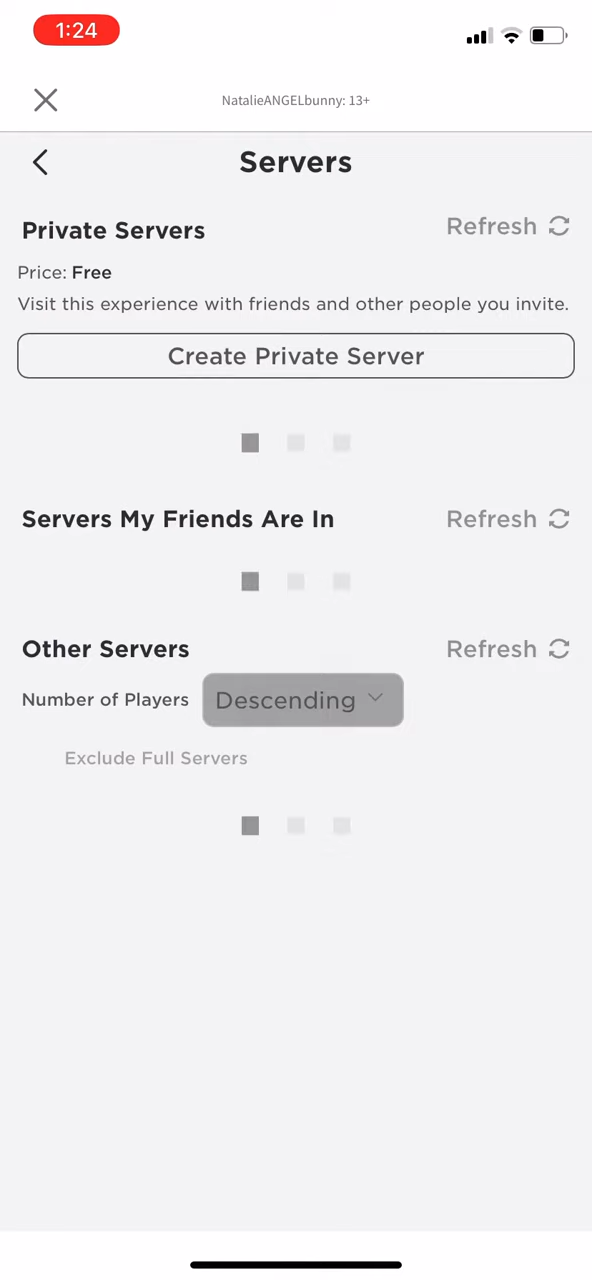 1:24
NatalieANGELbunny: 13+
Servers
Private Servers
Refresh
Price: Free
Visit this experience with friends and other people you invite.
Create Private Server
Servers My Friends Are In
Refresh
Other Servers
Refresh
Number of Players
Descending
Exclude Full Servers